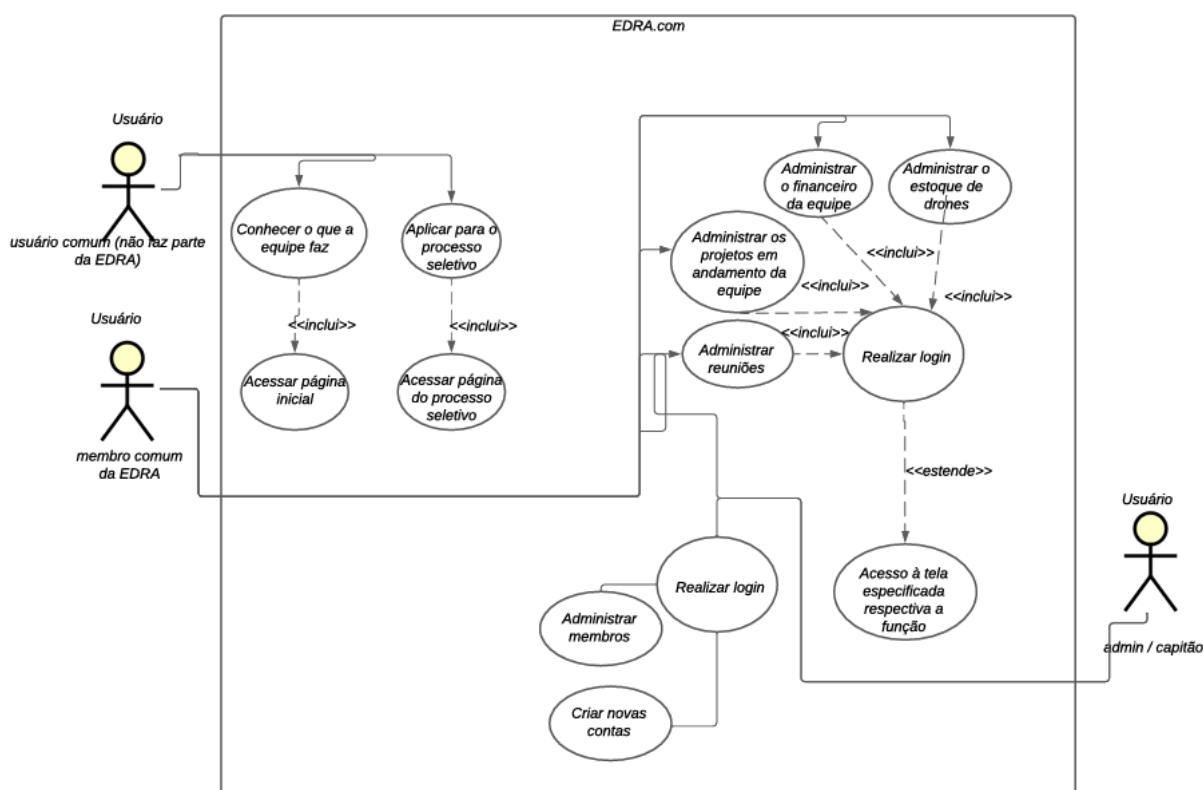 EDRA.com
Usuário
usuário comum (não faz parte
da EDRA)
Usuário
membro comum
da EDRA
Conhecer o que a
equipe faz
Aplicar para o
processo
seletivo
<<inclui>>
<<inclui>>
Acessar página
inicial
Acessar página
do processo
seletivo
Administrar
o financeiro
da equipe
Administrar o
estoque de
drones
Administrar os
projetos em
andamento da
equipe
<<inclui>>
<<inclui>>
<<inclui>>
<<inclui>>
Administrar
reuniões
Realizar login
<<estende>>
Acesso à tela
especificada
respectiva a
função
Realizar login
Administrar
membros
Criar novas
contas
Usuário
admin / capitão